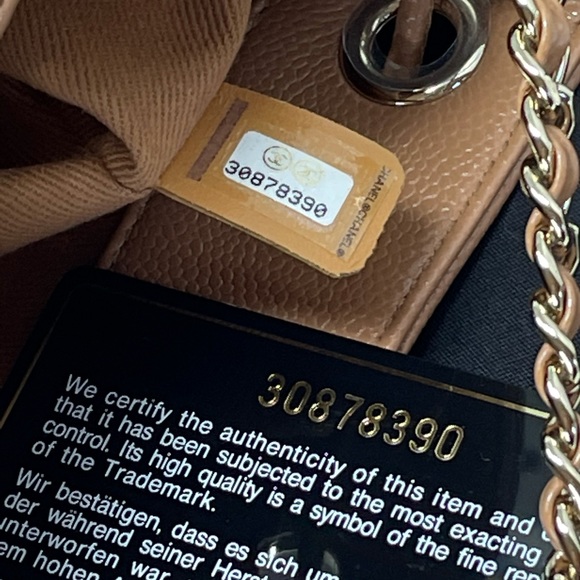 30878390
CHANEL®CHANEL®
30878390
We certify the authenticity of this item and
that it has been subjected to the most exacting
control. Its high quality is a symbol of the fine
of the Trademark.
Wir bestätigen, dass es sich um
der während seiner
unterworfen war
hohen